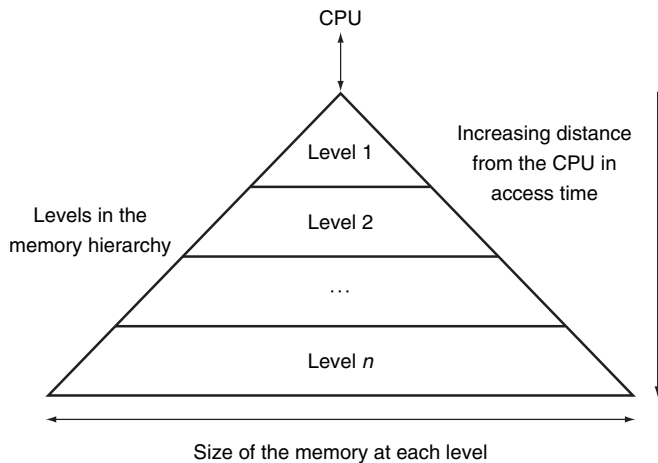 CPU
Level 1
Increasing distance
from the CPU in
access time
Levels in the
memory hierarchy
Level 2
...
Level n
Size of the memory at each level